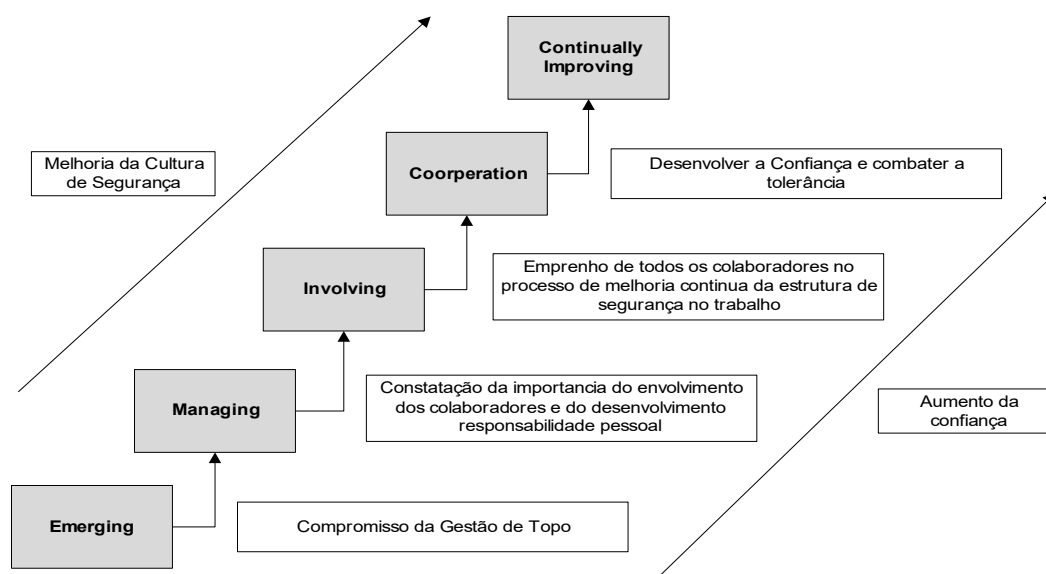 Continually
Improving
Melhoria da Cultura
de Segurança
Coorperation
Desenvolver a Confiança e combater a
tolerância
Involving
Emprenho de todos os colaboradores no
processo de melhoria continua da estrutura de
segurança no trabalho
Managing
Constatação da importancia do envolvimento
dos colaboradores e do desenvolvimento
responsabilidade pessoal
Aumento da
confiança
Emerging
Compromisso da Gestão de Topo